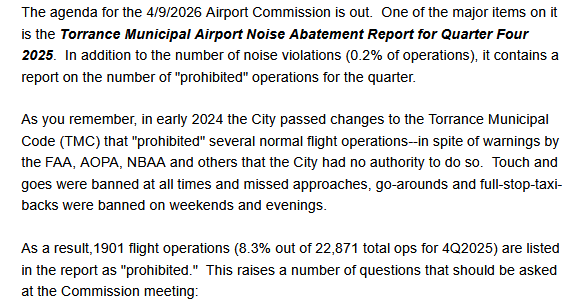 The agenda for the 4/9/2026 Airport Commission is out.  One of the major items on it
is the Torrance Municipal Airport Noise Abatement Report for Quarter Four
2025.  In addition to the number of noise violations (0.2% of operations), it contains a
report on the number of "prohibited" operations for the quarter.

As you remember, in early 2024 the City passed changes to the Torrance Municipal
Code (TMC) that "prohibited" several normal flight operations--in spite of warnings by
the FAA, AOPA, NBAA and others that the City had no authority to do so.  Touch and
goes were banned at all times and missed approaches, go-arounds and full-stop-taxi-
backs were banned on weekends and evenings.

As a result,1901 flight operations (8.3% out of 22,871 total ops for 4Q2025) are listed
in the report as "prohibited."  This raises a number of questions that should be asked
at the Commission meeting: